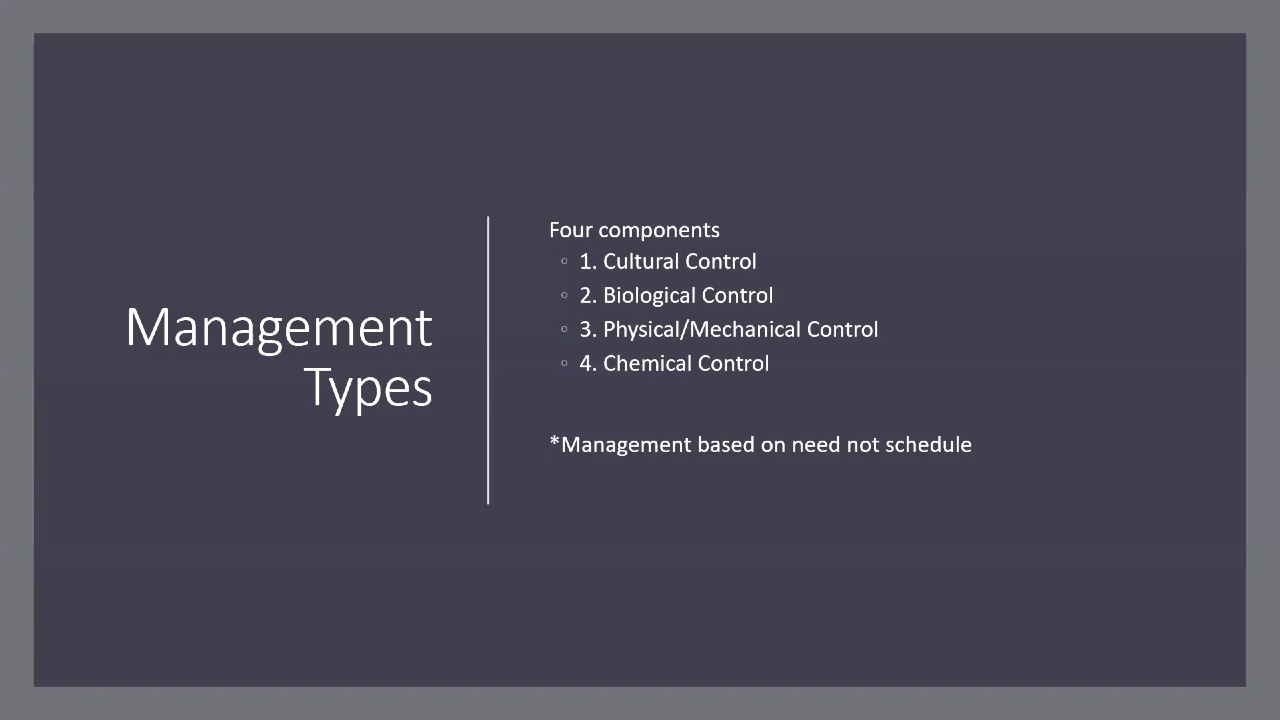 Management
Types
Four components
1. Cultural Control
2. Biological Control
3. Physical/Mechanical Control
4. Chemical Control
*Management based on need not schedule